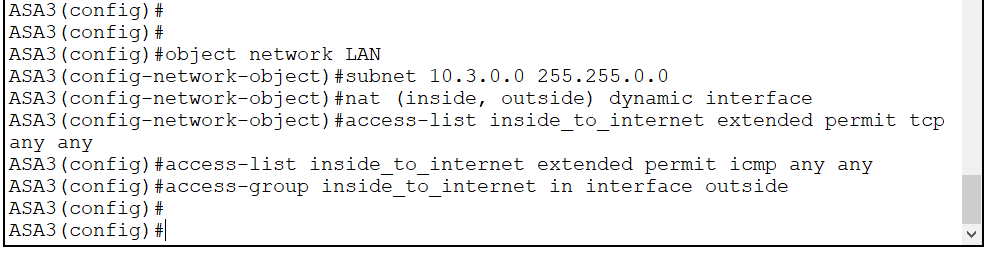 ASA3(config)#
ASA3(config)#
ASA3(config)#object network LAN
ASA3(config-network-object)#subnet 10.3.0.0 255.255.0.0
ASA3(config-network-object)#nat (inside, outside) dynamic interface
ASA3(config-network-object)#access-list inside_to_internet extended permit tcp
any any
ASA3(config)#access-list inside_to_internet extended permit icmp any any
ASA3(config)#access-group inside_to_internet in interface outside
ASA3(config)#
ASA3(config)#